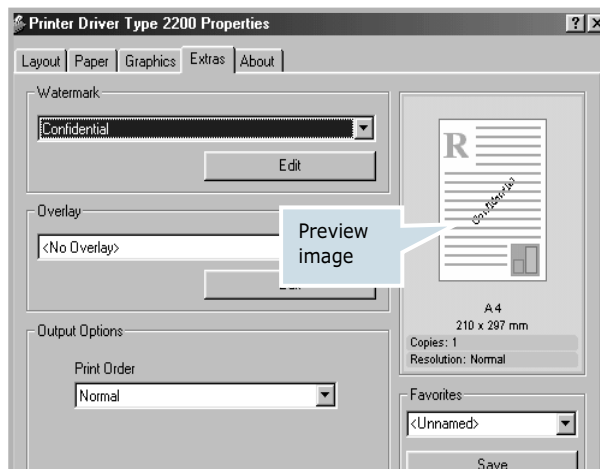 Printer Driver Type 2200 Properties
Layout Paper Graphics Extras About
Watermark
Confidential
Edit
Overlay
<No Overlay>
Preview
image
Output Options
Print Order
Normal
R
Confidential
A4
210 x 297 mm
Copies: 1
Resolution: Normal
Favorites
<Unnamed>
Save